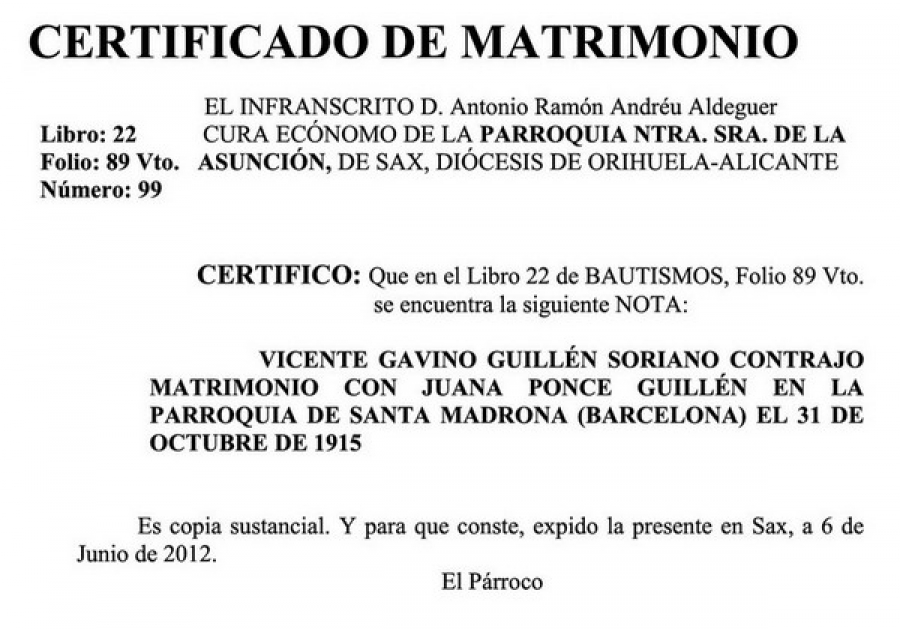 CERTIFICADO DE MATRIMONIO
EL INFRANSCRITO D. Antonio Ramón Andréu Aldeguer
Libro: 22 CURA ECÓNOMO DE LA PARROQUIA NTRA. SRA. DE LA
Folio: 89 Vto. ASUNCIÓN, DE SAX, DIÓCESIS DE ORIHUELA-ALICANTE
Número: 99
CERTIFICO: Que en el Libro 22 de BAUTISMOS, Folio 89 Vto.
se encuentra la siguiente NOTA:
VICENTE GAVINO GUILLÉN SORIANO CONTRAJO
MATRIMONIO CON JUANA PONCE GUILLÉN EN LA
PARROQUIA DE SANTA MADRONA (BARCELONA) EL 31 DE
OCTUBRE DE 1915
Es copia sustancial. Y para que conste, expido la presente en Sax, a 6 de
Junio de 2012.
El Párroco